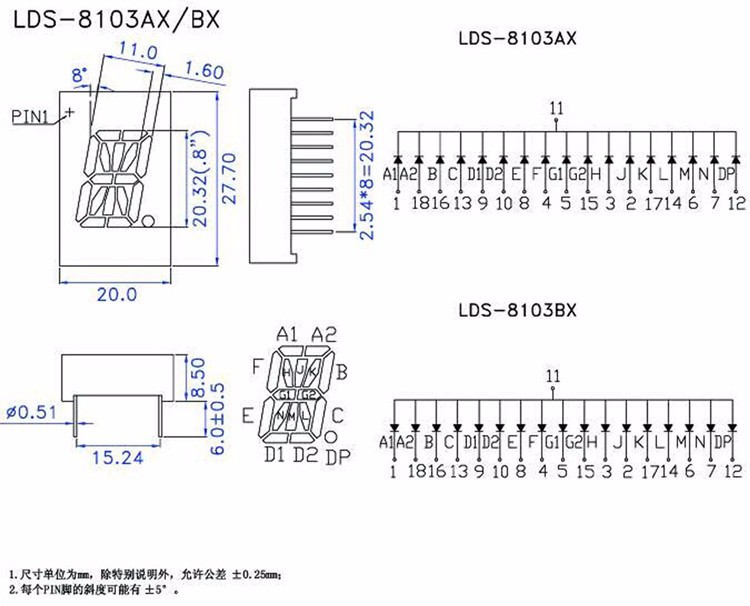 LDS-8103AX/BX
11.0
1.60
8°
PIN1
20.32(.8")
27.70
20.0
2.54*8=20.32
LDS-8103AX
11
A1 A2 B C D1 D2 E F G1 G2 H J K L M N DP
1 18 16 13 9 10 8 4 5 15 3 2 17 14 6 7 12
8.50
6.0±0.5
ø0.51
15.24
A1 A2
F H J K B
G1 G2
E N M L C
D1 D2 DP
LDS-8103BX
11
A1 A2 B C D1 D2 E F G1 G2 H J K L M N DP
1 18 16 13 9 10 8 4 5 15 3 2 17 14 6 7 12
1.尺寸单位为mm，除特别说明外，允许公差 ±0.25mm；
2.每个PIN脚的斜度可能有 ±5°。